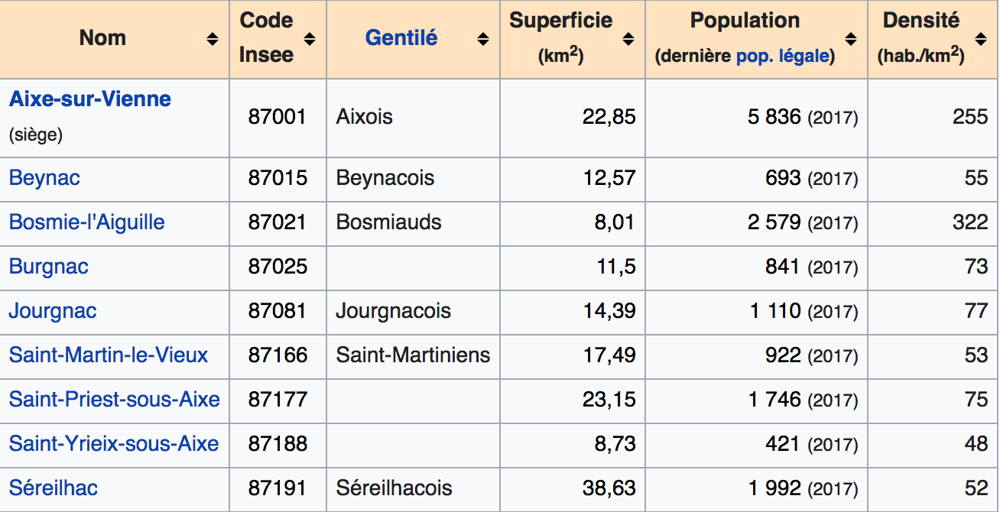 Nom Code Insee Gentilé Superficie (km²) Population (dernière pop. légale) Densité (hab./km²)
Aixe-sur-Vienne (siège) 87001 Aixois 22,85 5 836 (2017) 255
Beynac 87015 Beynacois 12,57 693 (2017) 55
Bosmie-l'Aiguille 87021 Bosmiauds 8,01 2 579 (2017) 322
Burgnac 87025 11,5 841 (2017) 73
Jourgnac 87081 Jourgnacois 14,39 1 110 (2017) 77
Saint-Martin-le-Vieux 87166 Saint-Martiniens 17,49 922 (2017) 53
Saint-Priest-sous-Aixe 87177 23,15 1 746 (2017) 75
Saint-Yrieix-sous-Aixe 87188 8,73 421 (2017) 48
Séreilhac 87191 Séreilhacois 38,63 1 992 (2017) 52